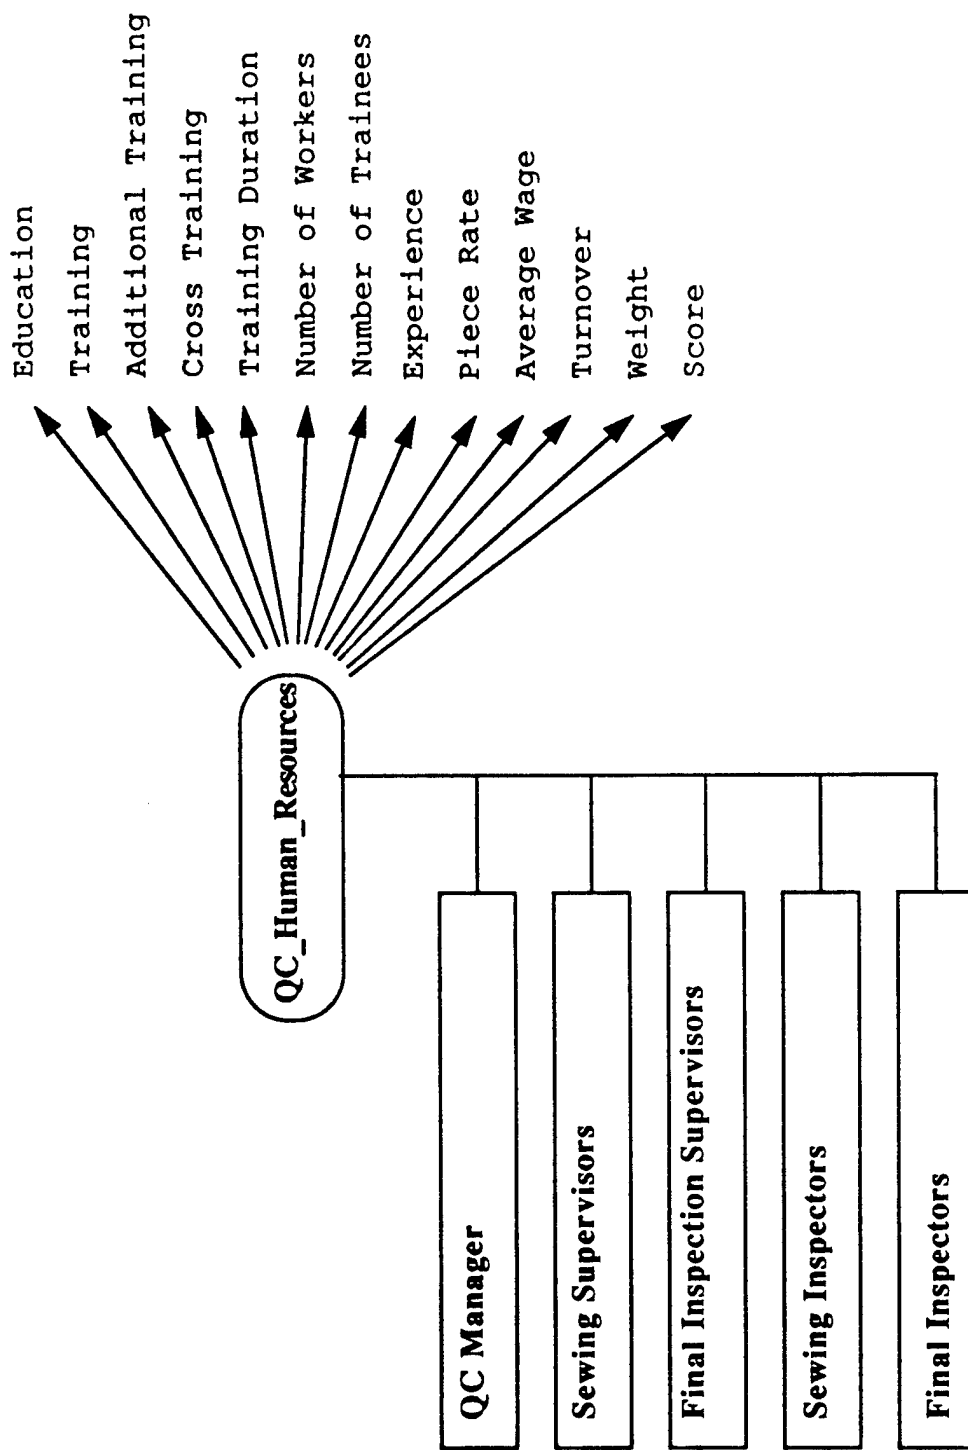 Education
Training
Additional Training
Cross Training
Training Duration
Number of Workers
Number of Trainees
Experience
Piece Rate
Average Wage
Turnover
Weight
Score
QC_Human_Resources
QC Manager
Sewing Supervisors
Final Inspection Supervisors
Sewing Inspectors
Final Inspectors